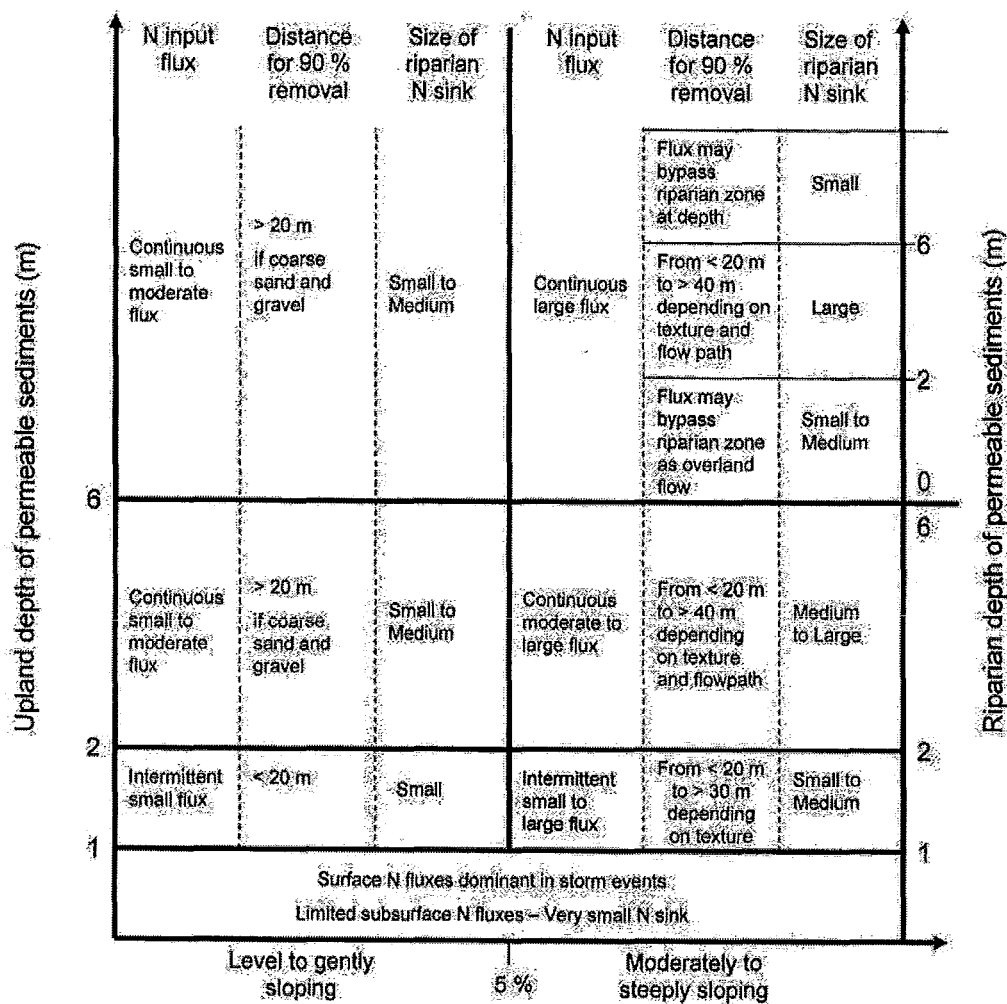 N input
flux
Distance
for 90 %
removal
Size of
riparian
N sink
N input
flux
Distance
for 90 %
removal
Size of
riparian
N sink
Upland depth of permeable sediments (m)
Riparian depth of permeable sediments (m)
Continuous
small to
moderate
flux
> 20 m
if coarse
sand and
gravel
Small to
Medium
Continuous
large flux
Flux may
bypass
riparian zone
at depth
Small
6
From < 20 m
to > 40 m
depending on
texture and
flow path
Large
2
Flux may
bypass
riparian zone
as overland
flow
Small to
Medium
0
6
6
Continuous
small to
moderate
flux
> 20 m
if coarse
sand and
gravel
Small to
Medium
Continuous
moderate to
large flux
From < 20 m
to > 40 m
depending
on texture
and flowpath
Medium
to Large
2
2
Intermittent
small flux
< 20 m
Small
Intermittent
small to
large flux
From < 20 m
to > 30 m
depending
on texture
Small to
Medium
1
1
Surface N fluxes dominant in storm events
Limited subsurface N fluxes – Very small N sink
Level to gently
sloping
5 %
Moderately to
steeply sloping